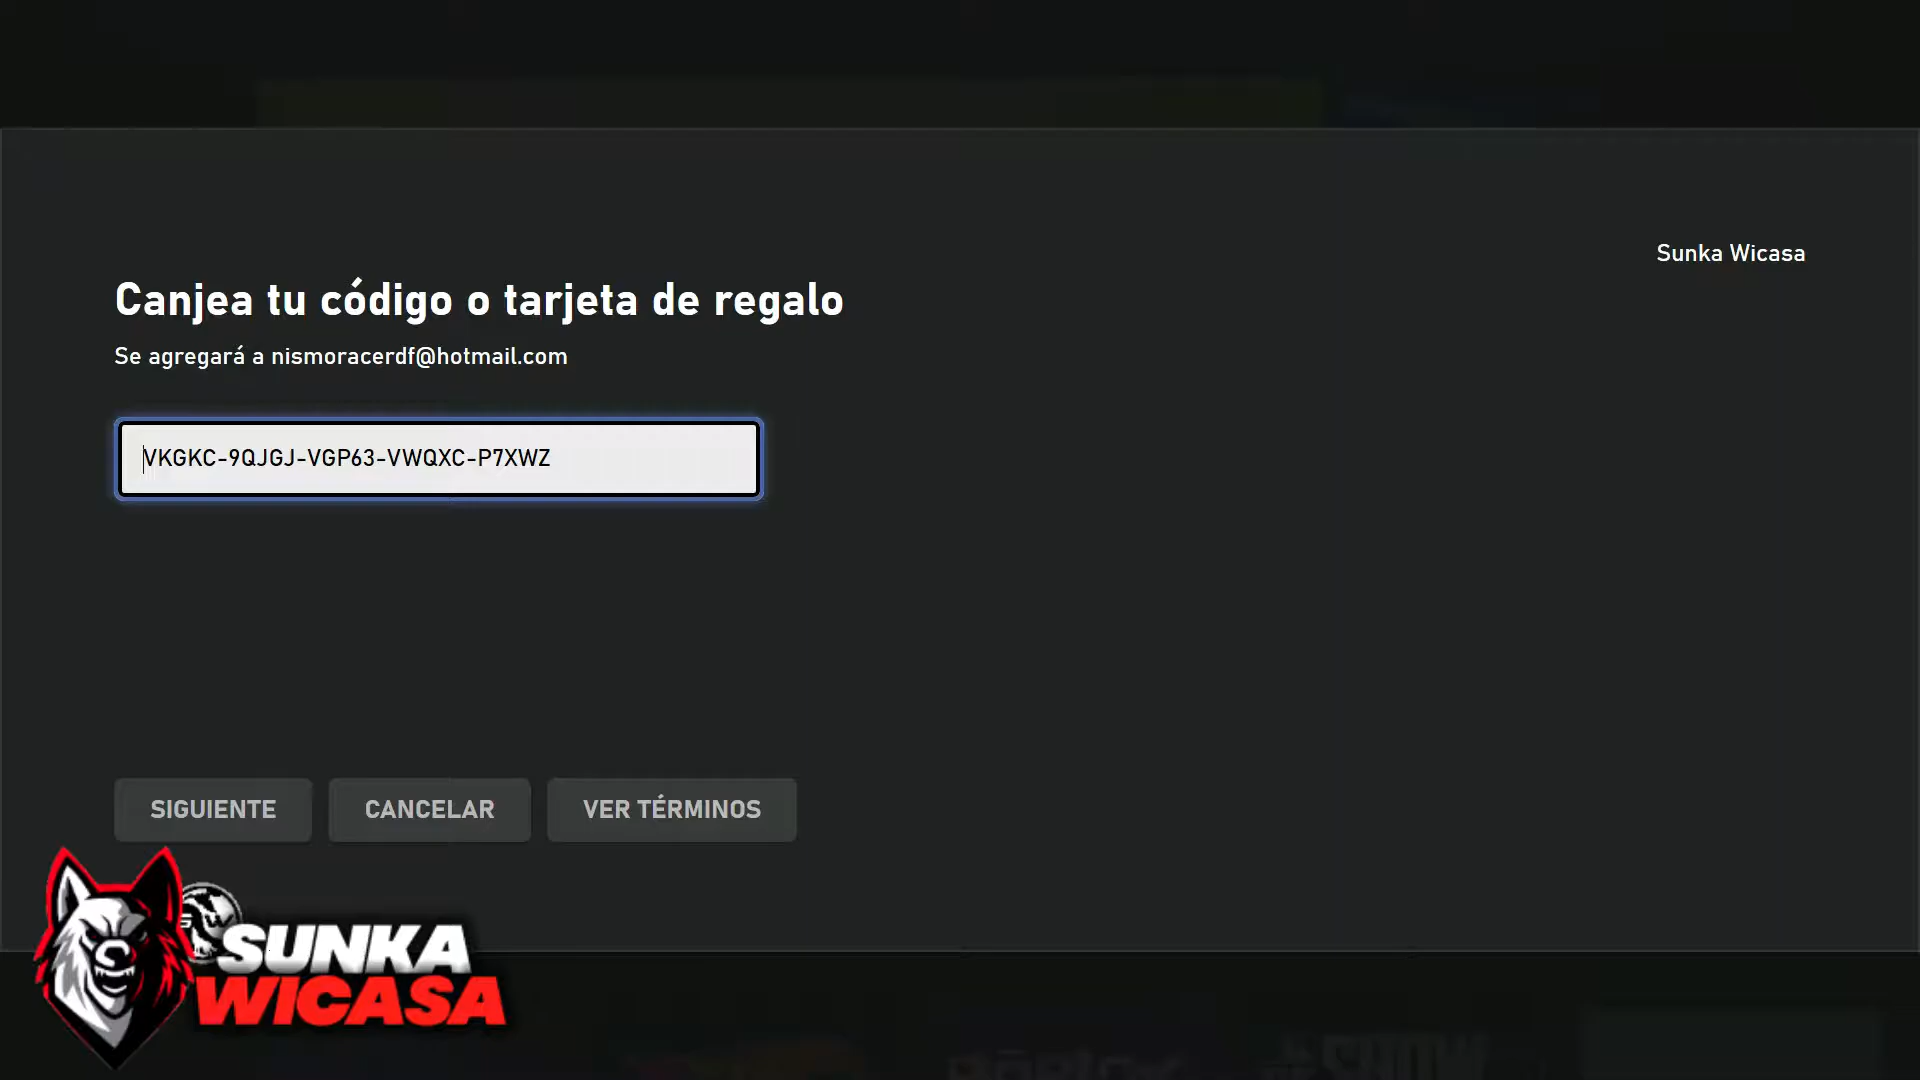 Sunka Wicasa
Canjea tu código o tarjeta de regalo
Se agregará a nismoracerdf@hotmail.com
VKGKC-9QJGJ-VGP63-VWQXC-P7XWZ
SIGUIENTE
CANCELAR
VER TÉRMINOS
SUNKA
WICASA